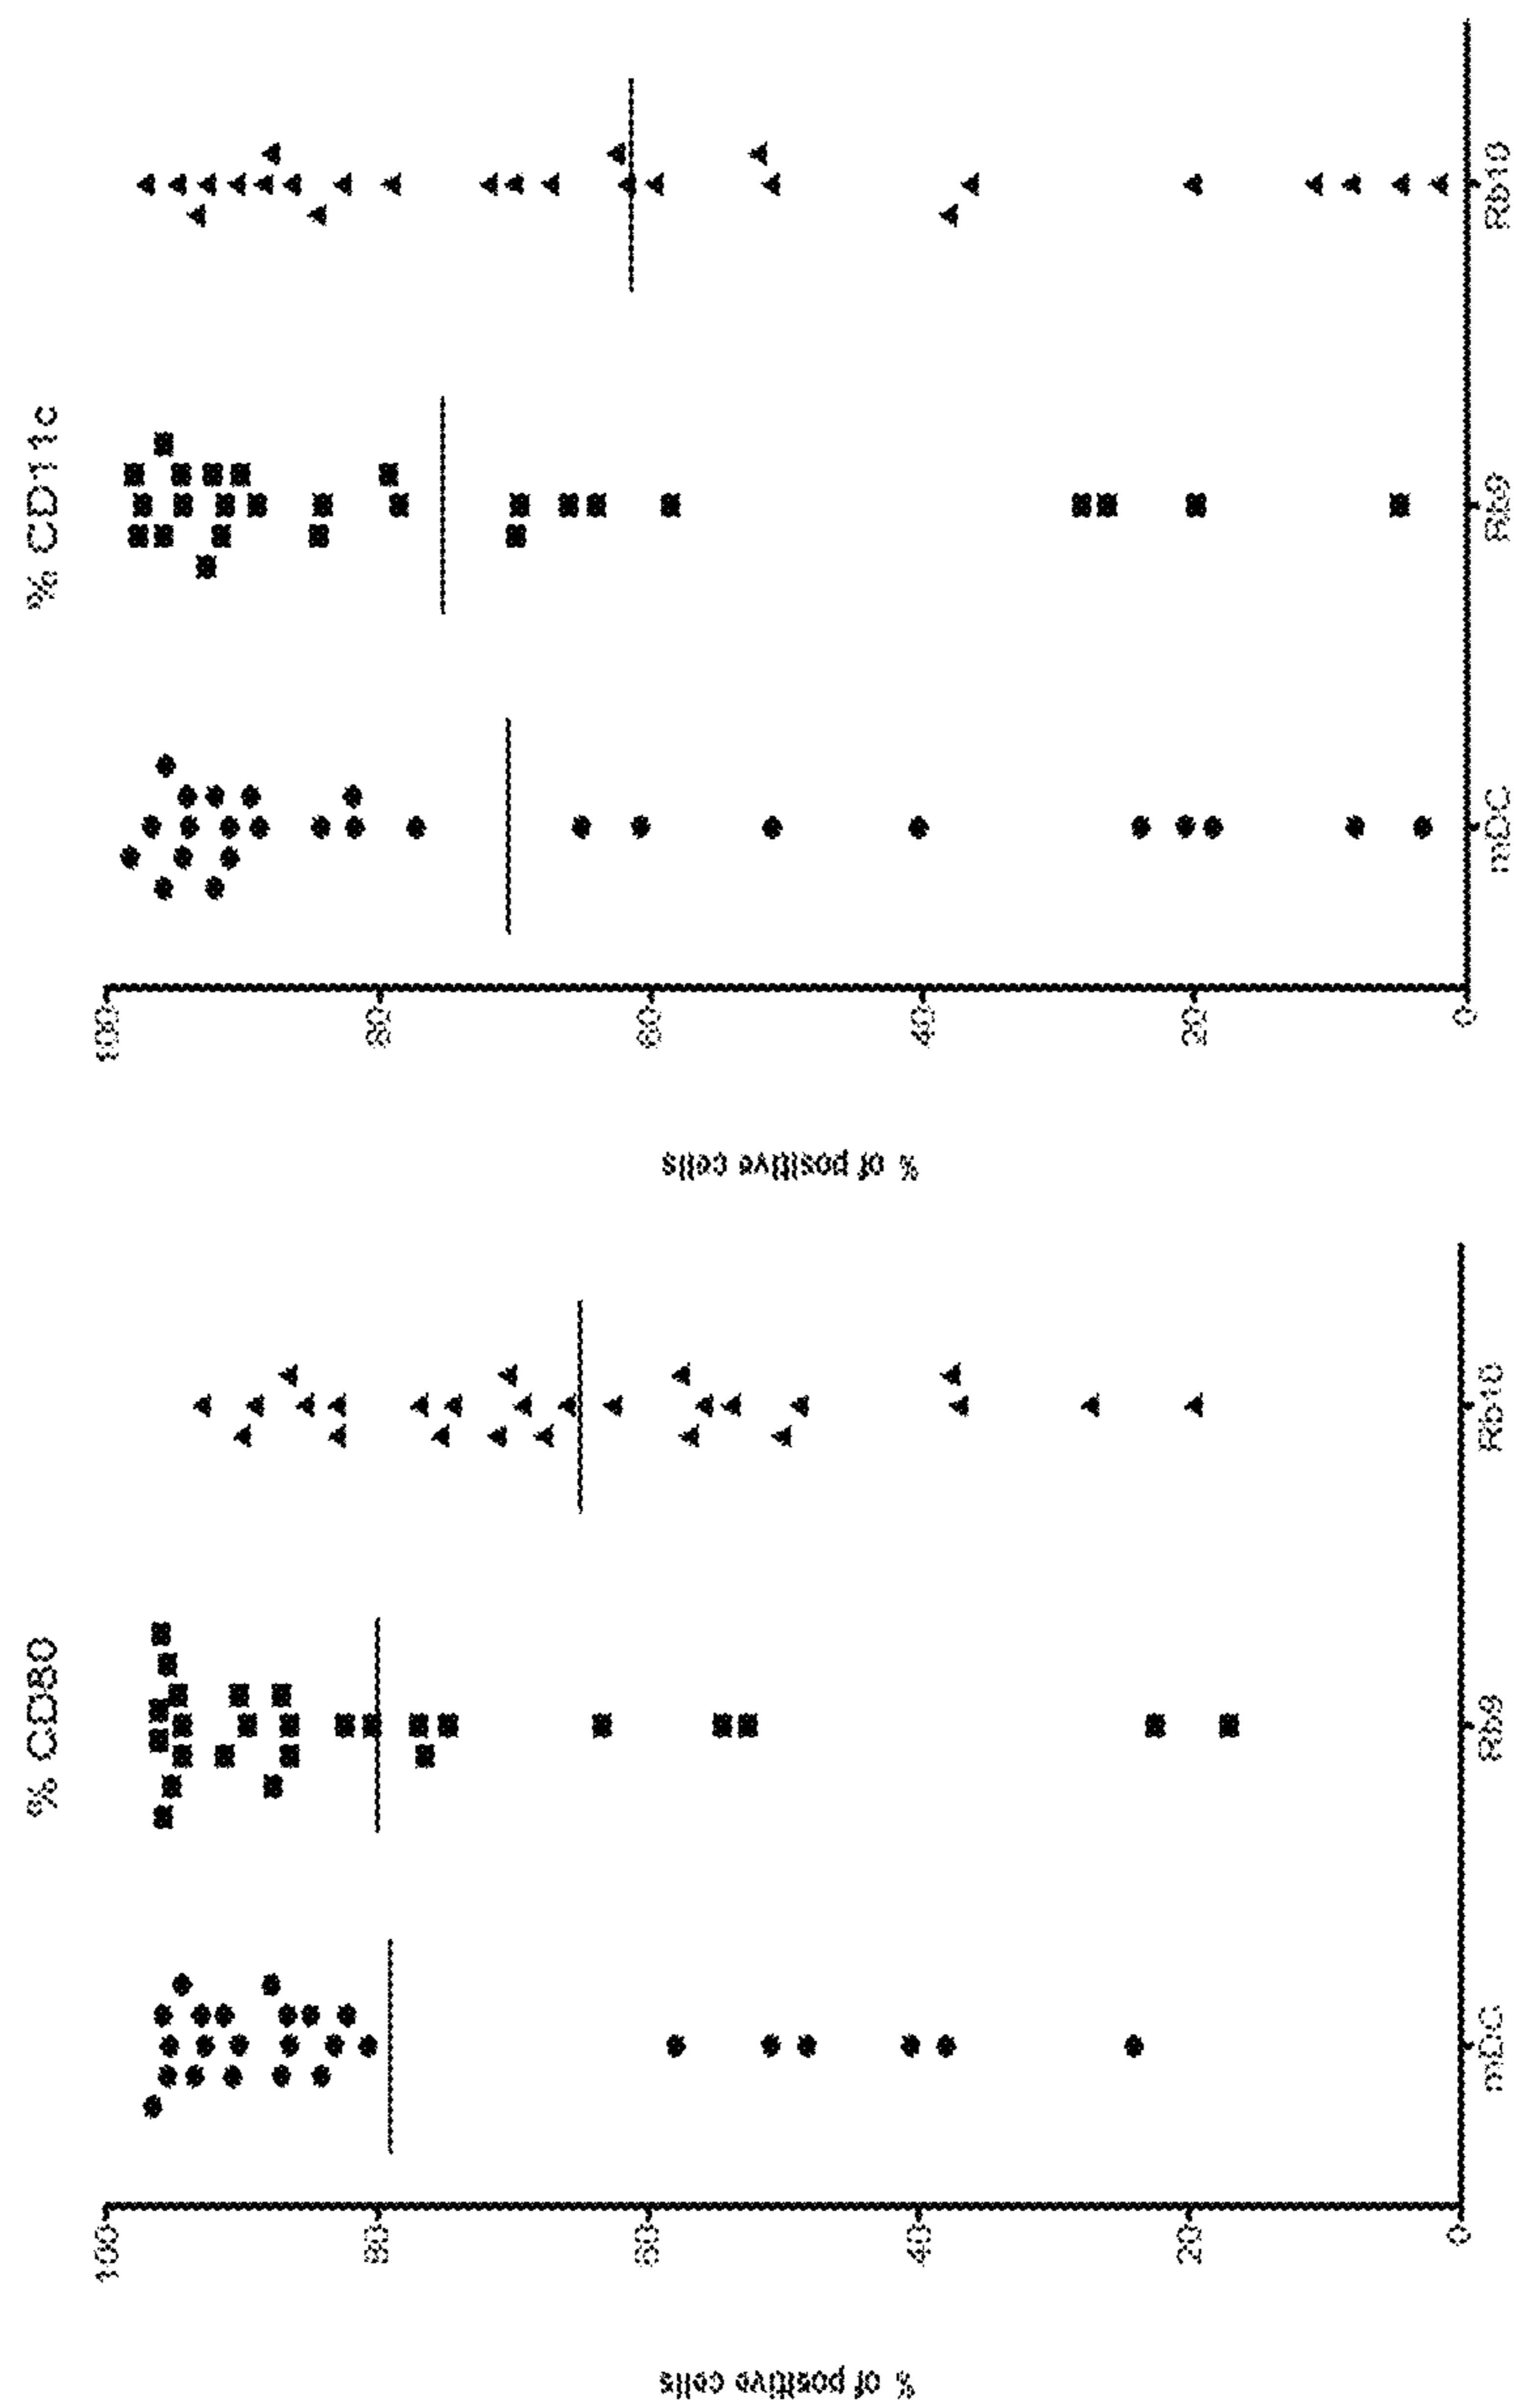 % CD80
% of positive cells
100
80
60
40
20
0
mDC
Rb9
Rb10
% CD11c
% of positive cells
100
80
60
40
20
0
mDC
Rb9
Rb10